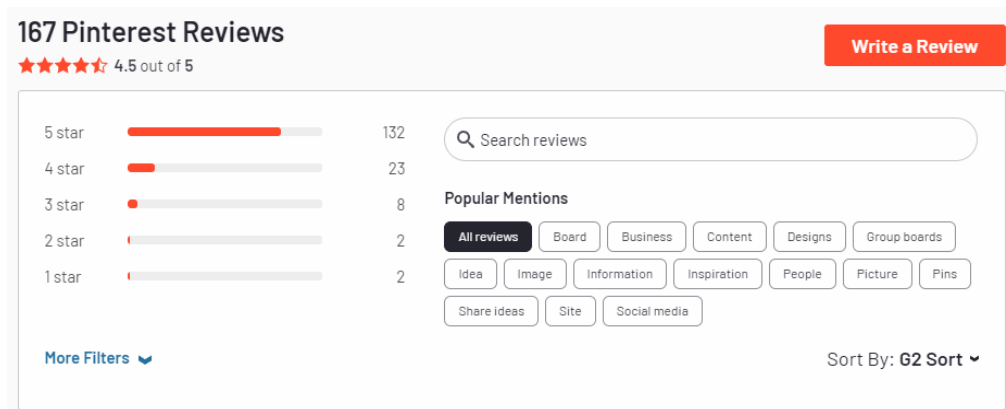 167 Pinterest Reviews
Write a Review
4.5 out of 5
5 star 132
4 star 23
3 star 8
2 star 2
1 star 2
Search reviews
Popular Mentions
All reviews Board Business Content Designs Group boards
Idea Image Information Inspiration People Picture Pins
Share ideas Site Social media
More Filters
Sort By: G2 Sort